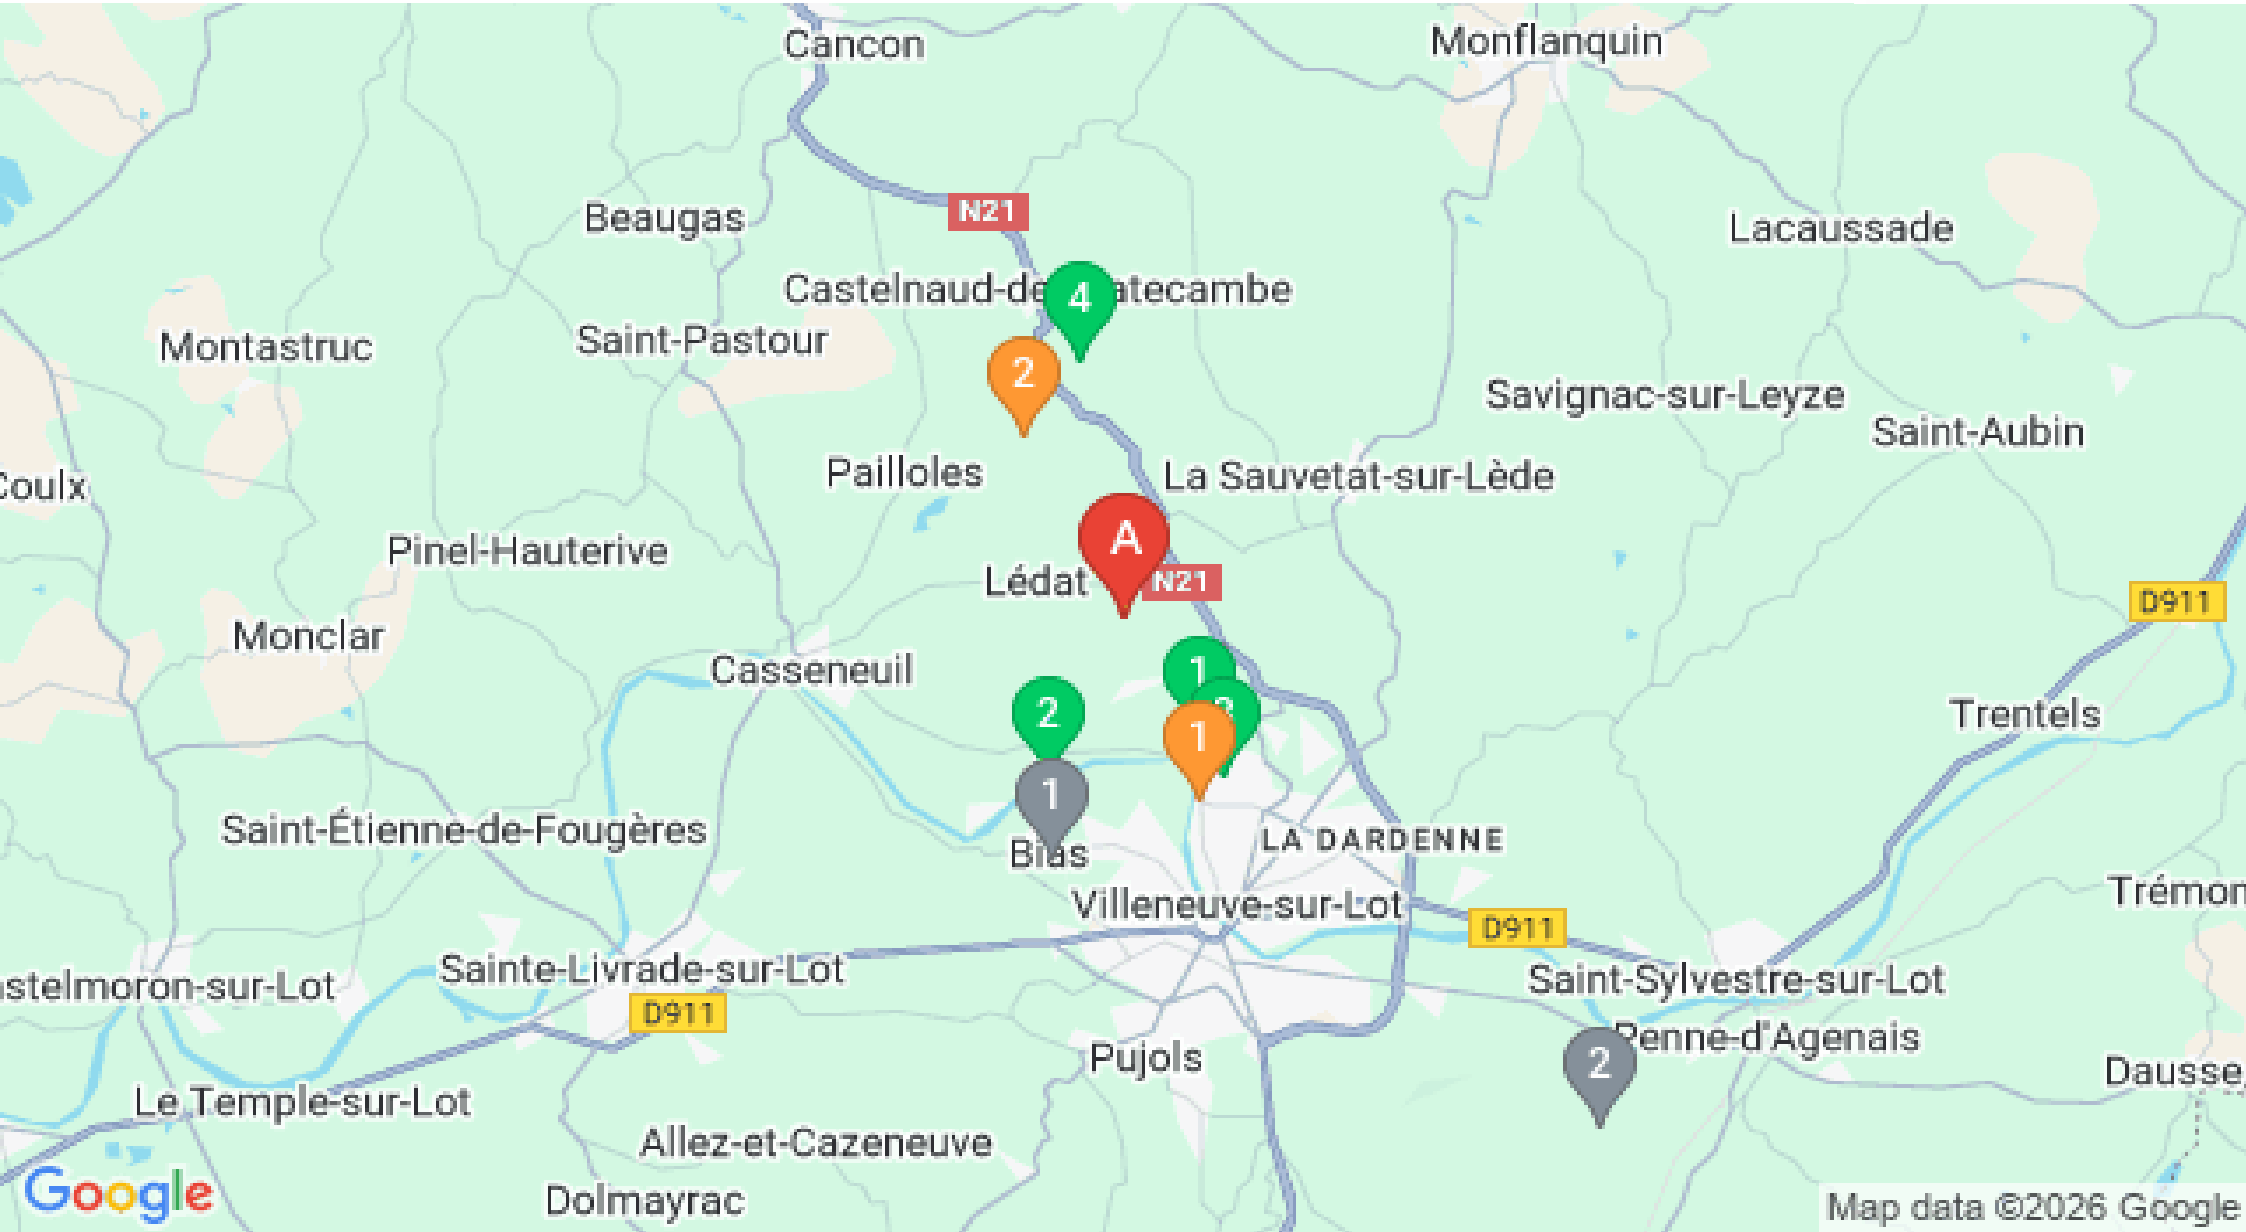 Cancon
Monflanquin
N21
Beaugas
Lacaussade
Castelnaud-de
atecambe
4
Saint-Pastour
Montastruc
2
Savignac-sur-Leyze
Saint-Aubin
Pailloles
La Sauvetat-sur-Lède
Coulx
A
Pinel-Hauterive
Lédat
N21
D911
Monclar
Casseneuil
1
2
3
1
Trentels
1
Saint-Étienne-de-Fougères
LA DARDENNE
Bias
Trémon
Villeneuve-sur-Lot
D911
Sainte-Livrade-sur-Lot
Saint-Sylvestre-sur-Lot
astelmoron-sur-Lot
D911
Penne-d'Agenais
Pujols
2
Dausse
Le Temple-sur-Lot
Allez-et-Cazeneuve
Google
Dolmayrac
Map data ©2026 Google